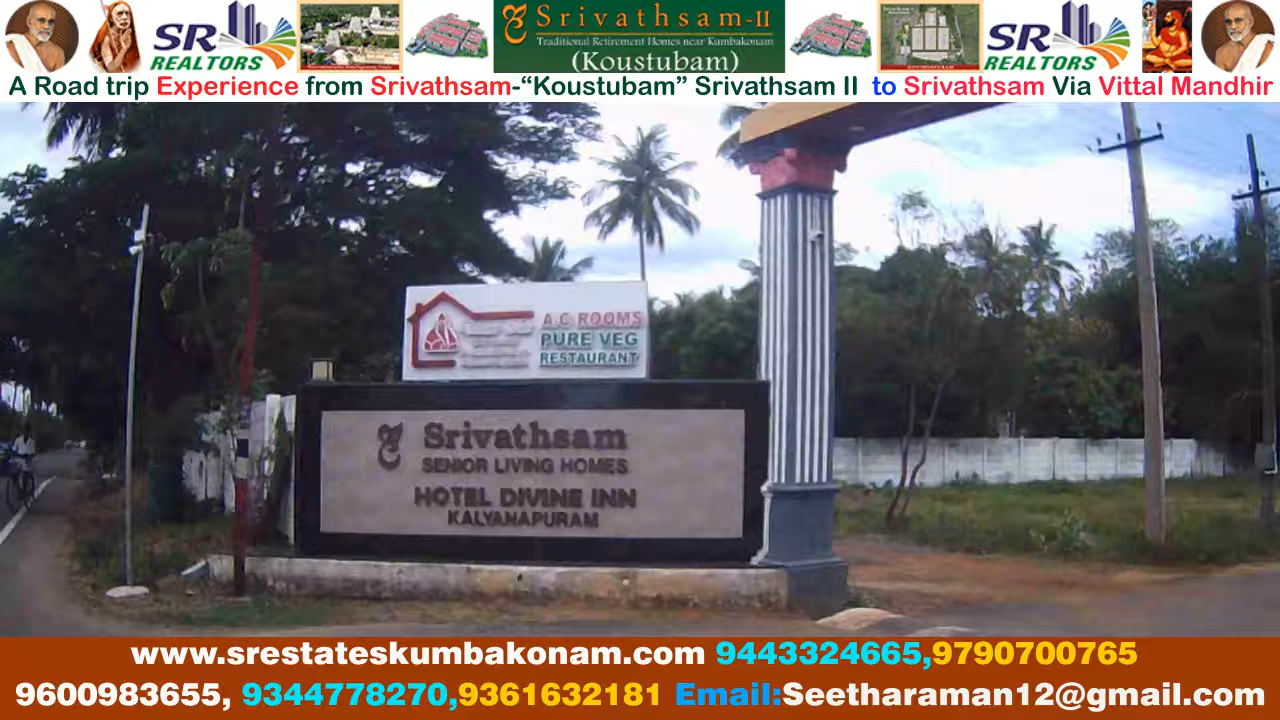 SR REALTORS
Srivathsam-II
Traditional Retirement Homes near Kumbakonam
(Koustubam)
SR REALTORS
A Road trip Experience from Srivathsam-“Koustubam” Srivathsam II to Srivathsam Via Vittal Mandhir
A.C ROOMS
PURE VEG
RESTAURANT
Srivathsam
SENIOR LIVING HOMES
HOTEL DIVINE INN
KALYANAPURAM
www.srestateskumbakonam.com 9443324665,9790700765
9600983655, 9344778270,9361632181 Email:Seetharaman12@gmail.com